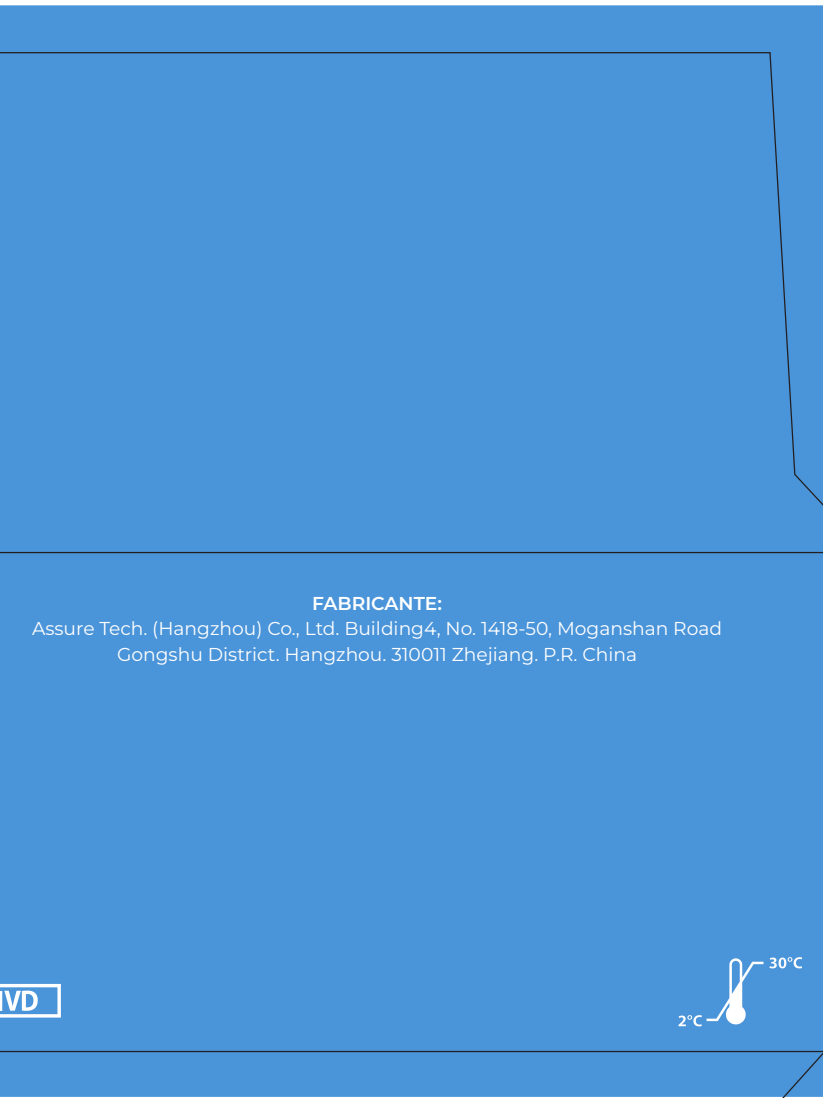 FABRICANTE:
Assure Tech. (Hangzhou) Co., Ltd. Building4, No. 1418-50, Moganshan Road
Gongshu District. Hangzhou. 310011 Zhejiang. P.R. China
30°C
IVD
2°C